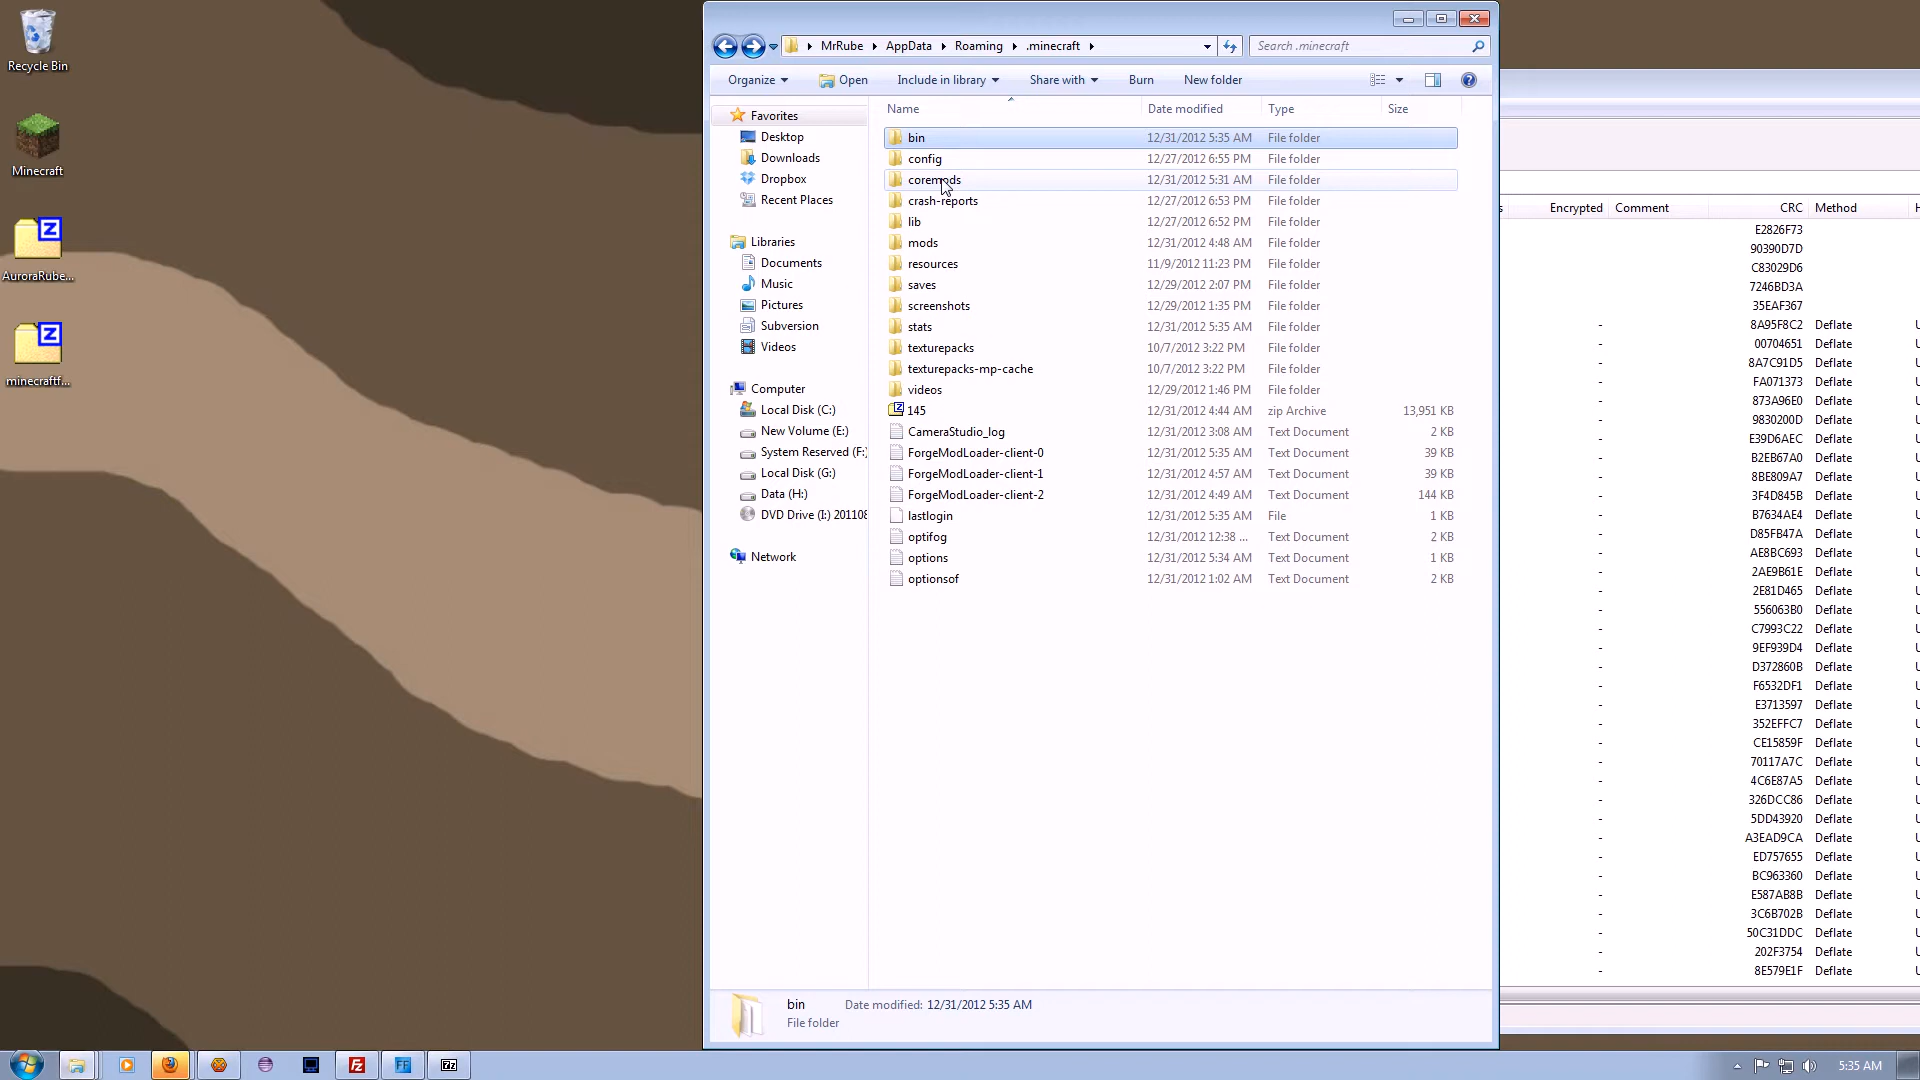 Recycle Bin
Minecraft
AuroraRube...
minecraftf...
MrRube AppData Roaming .minecraft
Search .minecraft
Organize Open Include in library Share with Burn New folder
Favorites
Desktop
Downloads
Dropbox
Recent Places
Libraries
Documents
Music
Pictures
Subversion
Videos
Computer
Local Disk (C:)
New Volume (E:)
System Reserved (F:
Local Disk (G:)
Data (H:)
DVD Drive (I:) 201108
Network
Name Date modified Type Size
bin 12/31/2012 5:35 AM File folder
config 12/27/2012 6:55 PM File folder
coremods 12/31/2012 5:31 AM File folder
crash-reports 12/27/2012 6:53 PM File folder
lib 12/27/2012 6:52 PM File folder
mods 12/31/2012 4:48 AM File folder
resources 11/9/2012 11:23 PM File folder
saves 12/29/2012 2:07 PM File folder
screenshots 12/29/2012 1:35 PM File folder
stats 12/31/2012 5:35 AM File folder
texturepacks 10/7/2012 3:22 PM File folder
texturepacks-mp-cache 10/7/2012 3:22 PM File folder
videos 12/29/2012 1:46 PM File folder
145 12/31/2012 4:44 AM zip Archive 13,951 KB
CameraStudio_log 12/31/2012 3:08 AM Text Document 2 KB
ForgeModLoader-client-0 12/31/2012 5:35 AM Text Document 39 KB
ForgeModLoader-client-1 12/31/2012 4:57 AM Text Document 39 KB
ForgeModLoader-client-2 12/31/2012 4:49 AM Text Document 144 KB
lastlogin 12/31/2012 5:35 AM File 1 KB
optifog 12/31/2012 12:38 ... Text Document 2 KB
options 12/31/2012 5:34 AM Text Document 1 KB
optionsof 12/31/2012 1:02 AM Text Document 2 KB
bin Date modified: 12/31/2012 5:35 AM
File folder
Encrypted Comment CRC Method
E2826F73
90390D7D
C83029D6
7246BD3A
35EAF367
- 8A95F8C2 Deflate
- 00704651 Deflate
- 8A7C91D5 Deflate
- FA071373 Deflate
- 873A96E0 Deflate
- 9830200D Deflate
- E39D6AEC Deflate
- B2EB67A0 Deflate
- 8BE809A7 Deflate
- 3F4D845B Deflate
- B7634AE4 Deflate
- D85FB47A Deflate
- AE8BC693 Deflate
- 2AE9B61E Deflate
- 2E81D465 Deflate
- 556063B0 Deflate
- C7993C22 Deflate
- 9EF939D4 Deflate
- D372860B Deflate
- F6532DF1 Deflate
- E3713597 Deflate
- 352EFFC7 Deflate
- CE15859F Deflate
- 70117A7C Deflate
- 4C6E87A5 Deflate
- 326DCC86 Deflate
- 5DD43920 Deflate
- A3EAD9CA Deflate
- ED757655 Deflate
- BC963360 Deflate
- E587AB8B Deflate
- 3C6B702B Deflate
- 50C31DDC Deflate
- 202F3754 Deflate
- 8E579E1F Deflate
5:35 AM